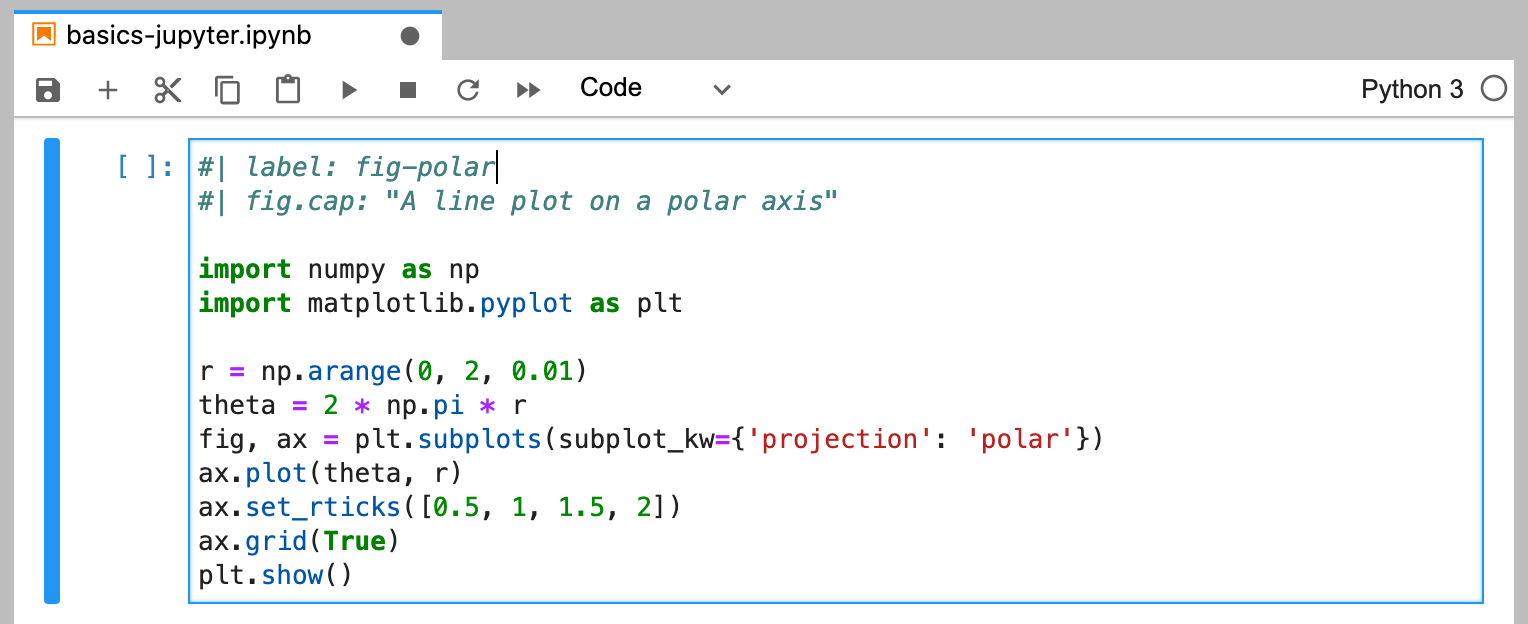 basics-jupyter.ipynb
Code
Python 3
[ ]:
#| label: fig-polar
#| fig.cap: "A line plot on a polar axis"
import numpy as np
import matplotlib.pyplot as plt
r = np.arange(0, 2, 0.01)
theta = 2 * np.pi * r
fig, ax = plt.subplots(subplot_kw={'projection': 'polar'})
ax.plot(theta, r)
ax.set_rticks([0.5, 1, 1.5, 2])
ax.grid(True)
plt.show()